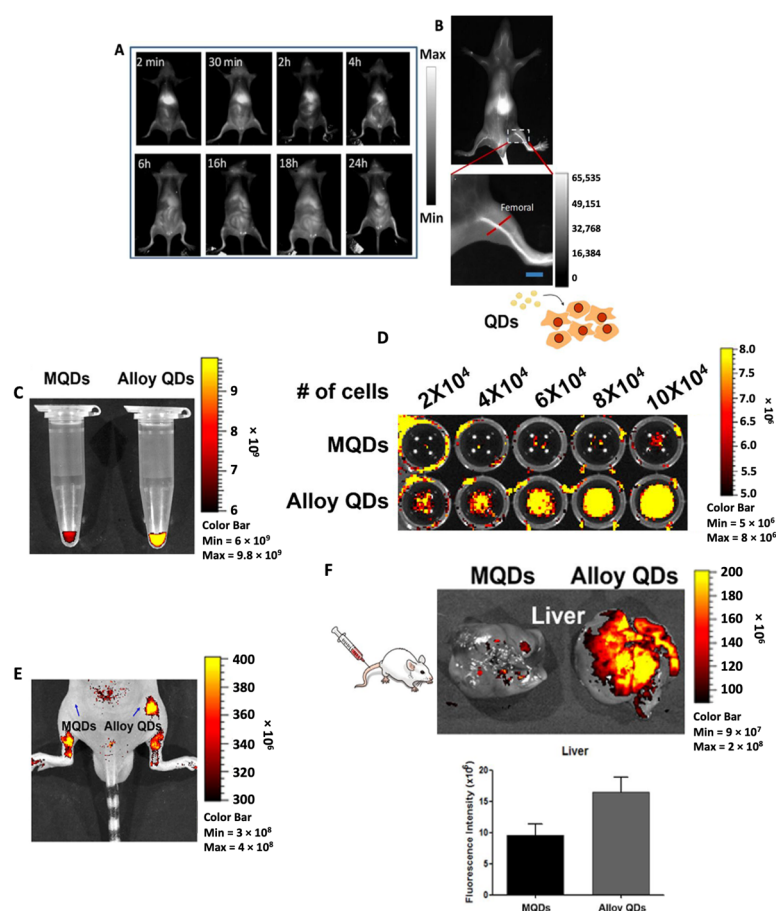 A
2 min
30 min
2h
4h
6h
16h
18h
24h
Max
Min
B
Femoral
65,535
49,151
32,768
16,384
0
QDs
C
MQDs
Alloy QDs
9
8
7
6
× 10⁹
Color Bar
Min = 6 × 10⁹
Max = 9.8 × 10⁹
D
# of cells
2X10⁴
4X10⁴
6X10⁴
8X10⁴
10X10⁴
MQDs
Alloy QDs
8.0
7.5
7.0
6.5
6.0
5.5
5.0
× 10⁶
Color Bar
Min = 5 × 10⁶
Max = 8 × 10⁶
E
MQDs
Alloy QDs
400
380
360
340
320
300
× 10⁶
Color Bar
Min = 3 × 10⁸
Max = 4 × 10⁸
F
MQDs
Alloy QDs
Liver
200
180
160
140
120
100
× 10⁶
Color Bar
Min = 9 × 10⁷
Max = 2 × 10⁸
Liver
Fluorescence Intensity (x10⁶)
20
15
10
5
0
MQDs
Alloy QDs